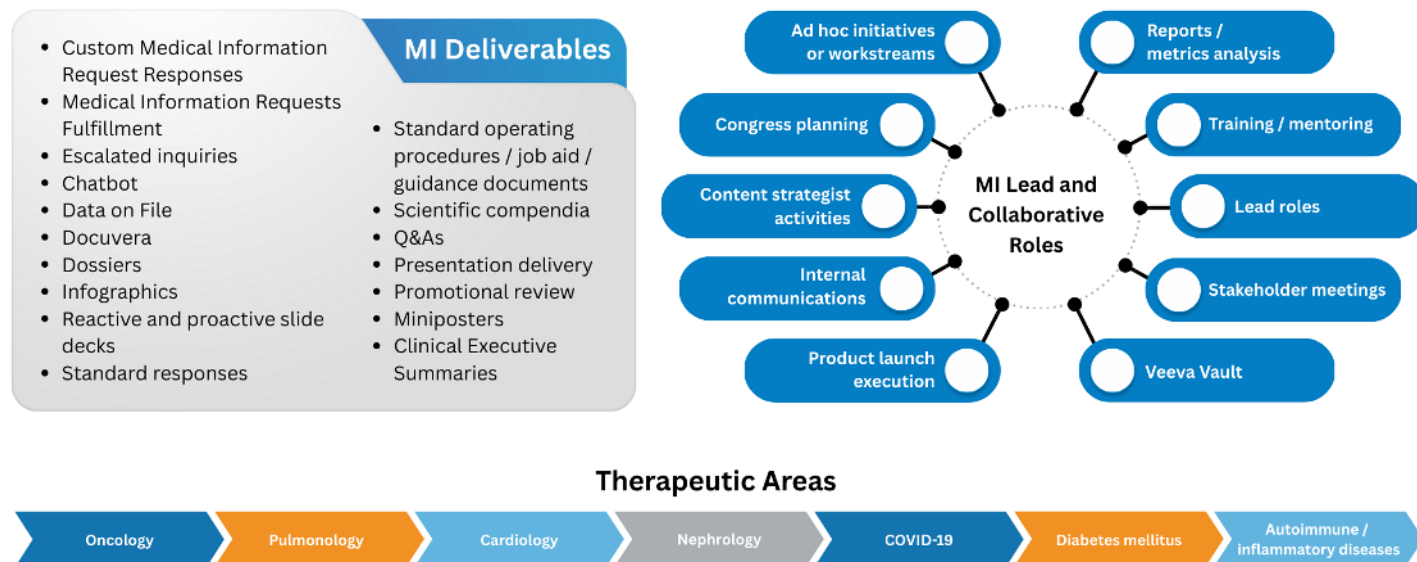 MI Deliverables
• Custom Medical Information
Request Responses
• Medical Information Requests
Fulfillment
• Escalated inquiries
• Chatbot
• Data on File
• Docuvera
• Dossiers
• Infographics
• Reactive and proactive slide
decks
• Standard responses
• Standard operating
procedures / job aid /
guidance documents
• Scientific compendia
• Q&As
• Presentation delivery
• Promotional review
• Miniposters
• Clinical Executive
Summaries
MI Lead and
Collaborative
Roles
Ad hoc initiatives
or workstreams
Congress planning
Content strategist
activities
Internal
communications
Product launch
execution
Reports /
metrics analysis
Training / mentoring
Lead roles
Stakeholder meetings
Veeva Vault
Therapeutic Areas
Oncology
Pulmonology
Cardiology
Nephrology
COVID-19
Diabetes mellitus
Autoimmune /
inflammatory diseases